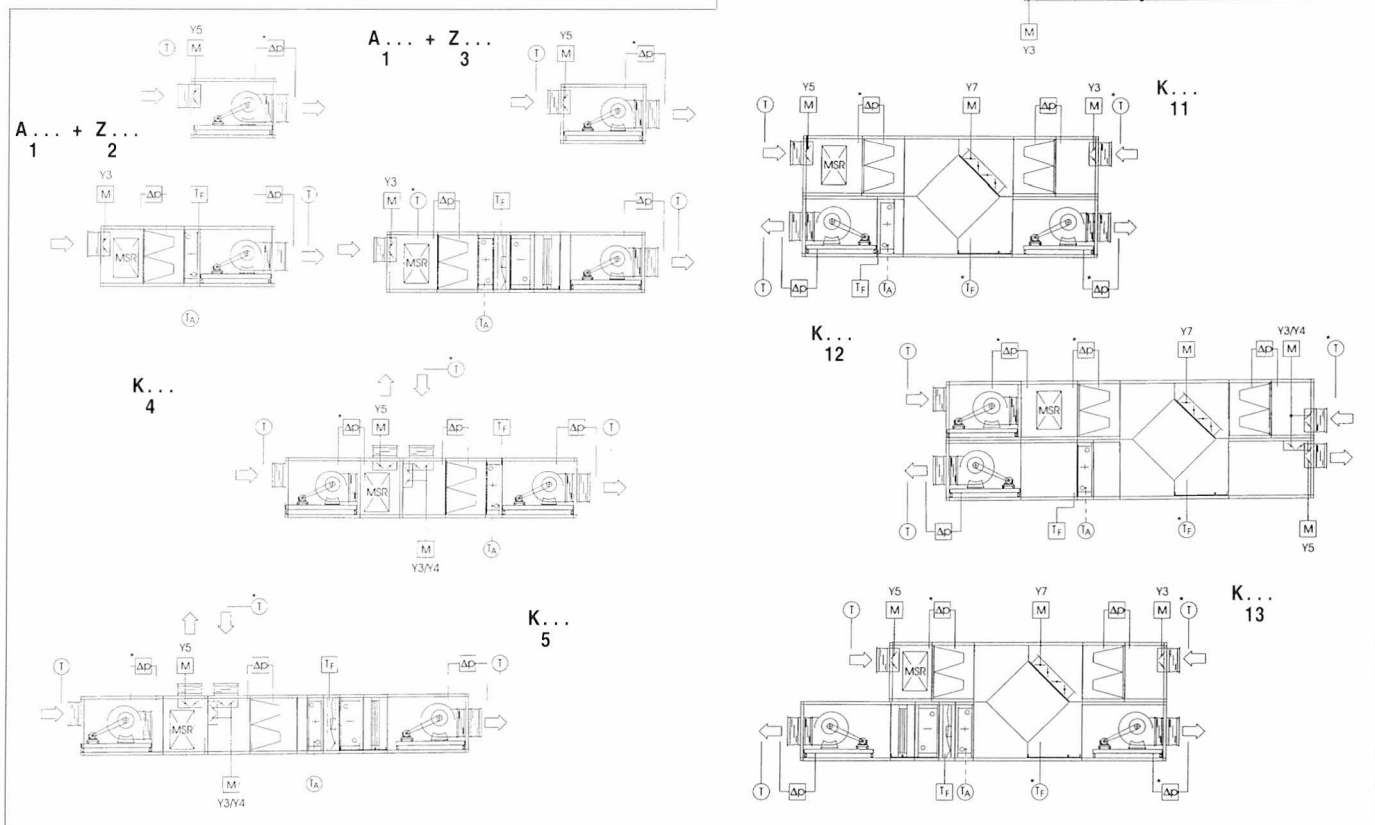 Y5
* Δp
T
M
A... + Z...
1 3
Y5
* Δp
T
M
A... + Z...
1 2
Y3
M
Δp
TF
Δp
T
MSR
TA
Y3
M
* T
Δp
TF
Δp
T
MSR
TA
K...
4
* T
Y5
T
* Δp
M
Δp
TF
Δp
T
MSR
M
Y3/Y4
TA
K...
5
* T
Y5
T
* Δp
M
Δp
TF
Δp
T
MSR
M
Y3/Y4
TA
M
Y3
K...
11
Y5
T
M
* Δp
Y7
M
Δp
Y3
M
* T
MSR
T
Δp
TF
TA
* TF
* Δp
K...
12
T
* Δp
* Δp
Y7
M
Δp
Y3/Y4
M
* T
MSR
T
Δp
TF
TA
* TF
M
Y5
K...
13
Y5
T
M
* Δp
Y7
M
Δp
Y3
M
* T
MSR
T
Δp
TF
TA
* TF
* Δp